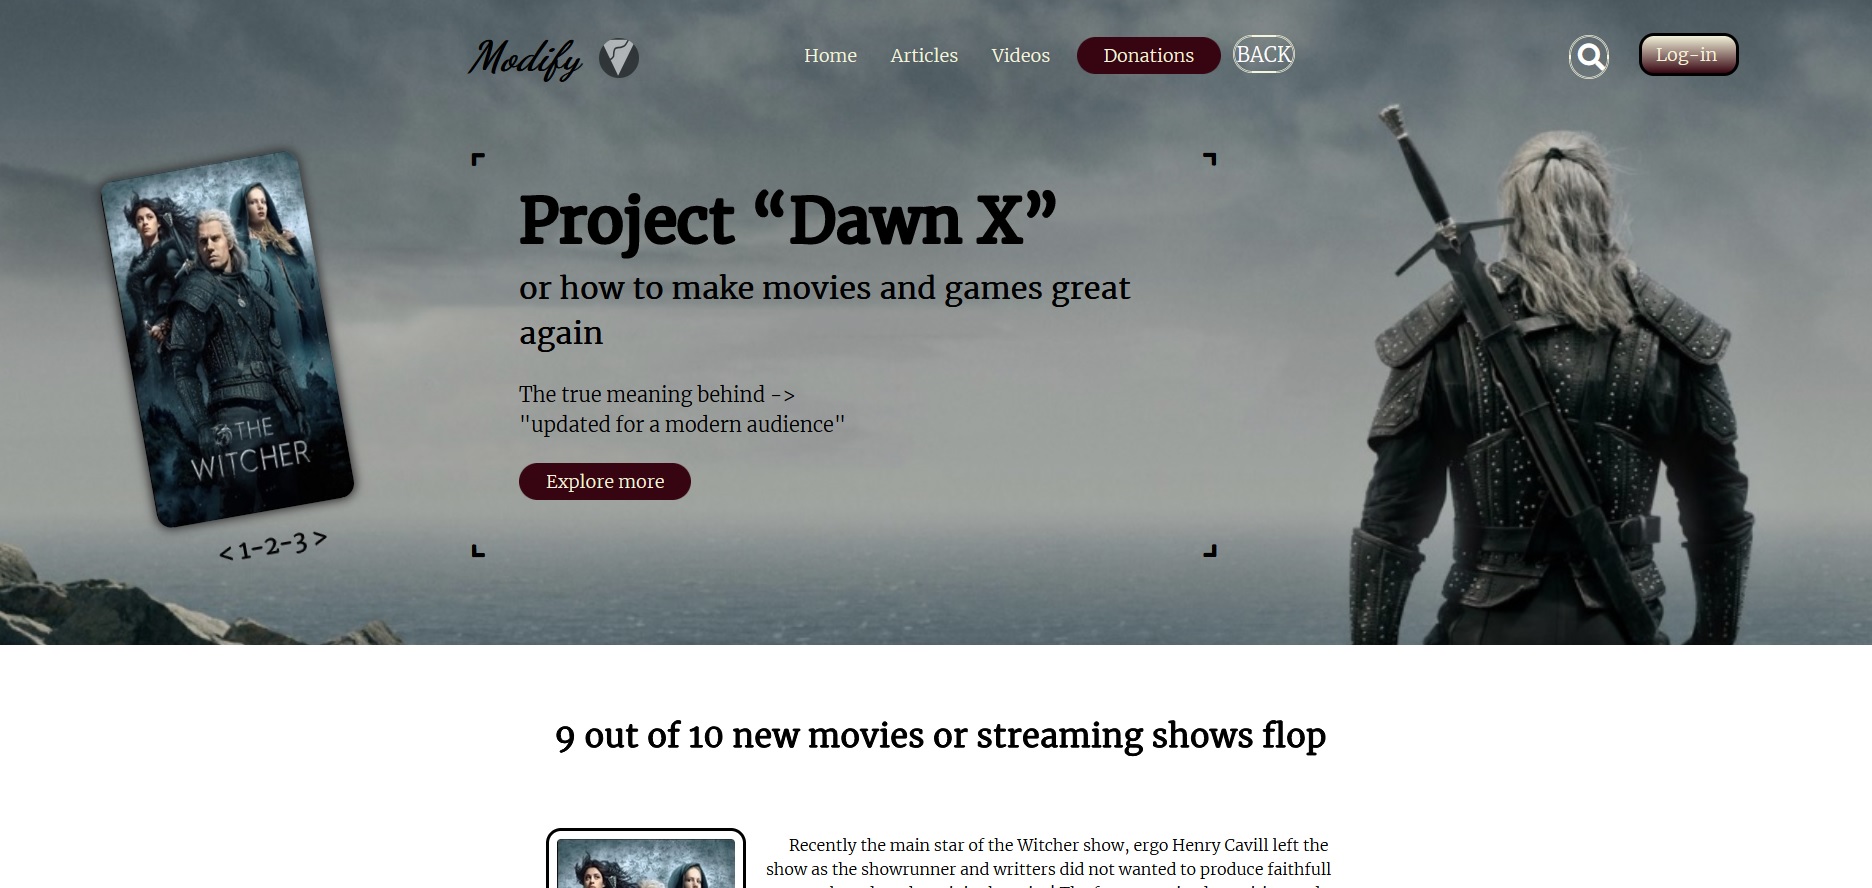 Modify
Home Articles Videos Donations BACK
Log-in
Project “Dawn X”
or how to make movies and games great
again
The true meaning behind ->
"updated for a modern audience"
Explore more
THE
WITCHER
< 1-2-3 >
9 out of 10 new movies or streaming shows flop
Recently the main star of the Witcher show, ergo Henry Cavill left the
show as the showrunner and writters did not wanted to produce faithfull